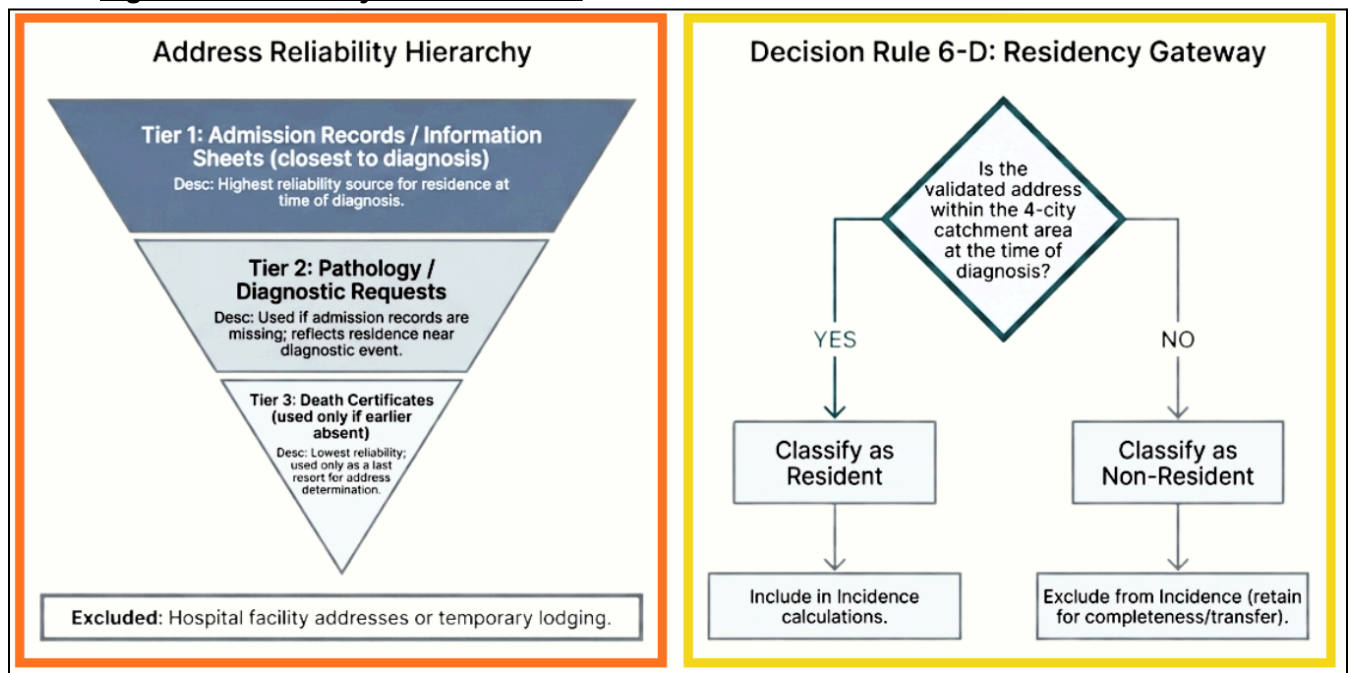 Address Reliability Hierarchy
Tier 1: Admission Records / Information
Sheets (closest to diagnosis)
Desc: Highest reliability source for residence at
time of diagnosis.
Tier 2: Pathology /
Diagnostic Requests
Desc: Used if admission records are
missing; reflects residence near
diagnostic event.
Tier 3: Death Certificates
(used only if earlier
absent)
Desc: Lowest reliability;
used only as a last
resort for address
determination.
Excluded: Hospital facility addresses or temporary lodging.
Decision Rule 6-D: Residency Gateway
Is the
validated address
within the 4-city
catchment area
at the time of
diagnosis?
YES
NO
Classify as
Resident
Classify as
Non-Resident
Include in Incidence
calculations.
Exclude from Incidence (retain
for completeness/transfer).